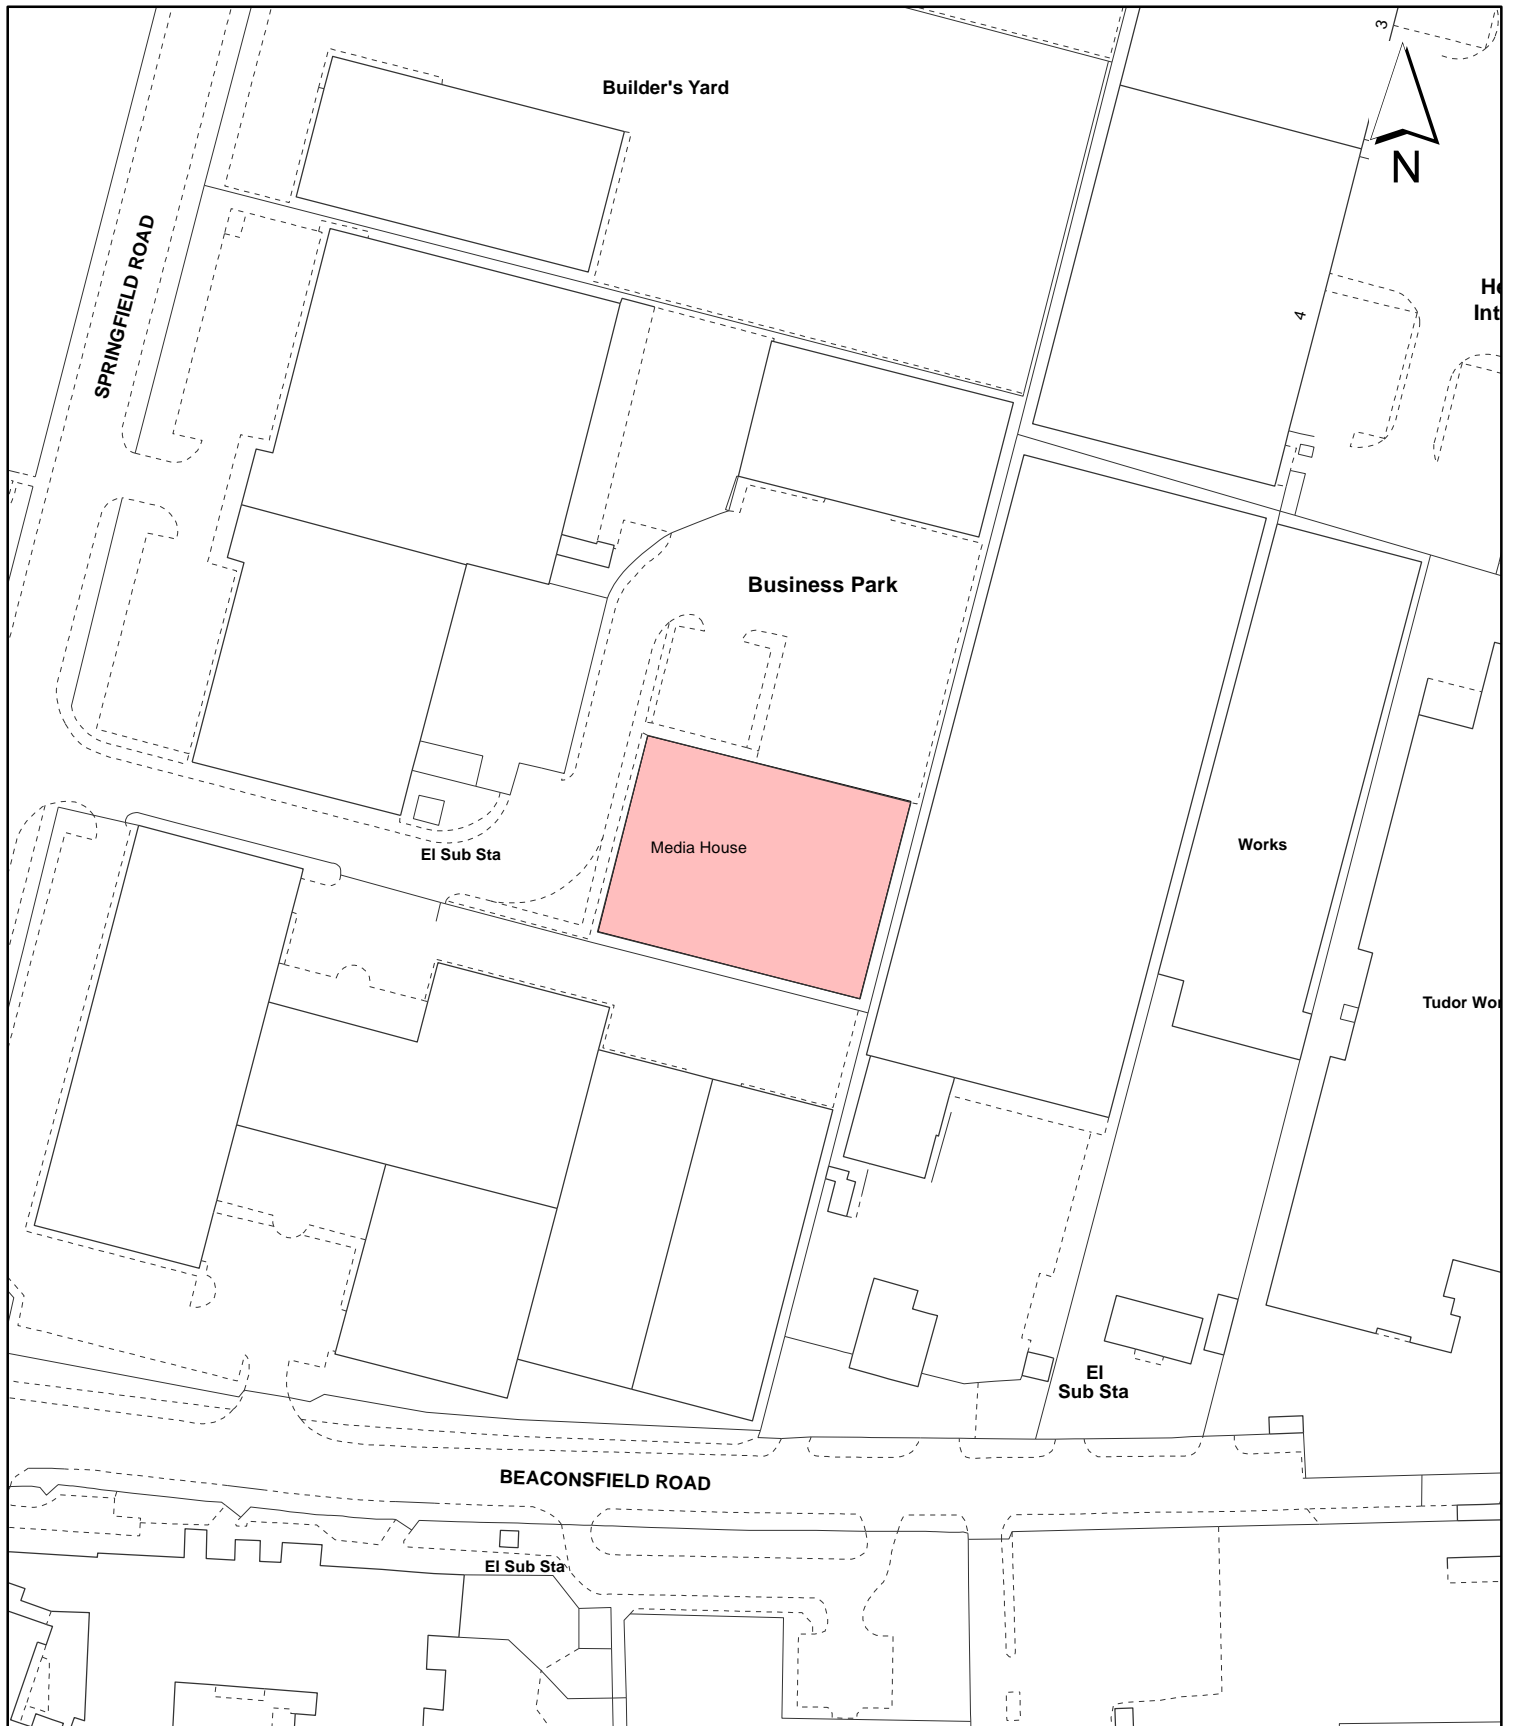 3
Builder's Yard
N
SPRINGFIELD ROAD
He
Int
4
Business Park
Media House
Works
El Sub Sta
Tudor Wor
El
Sub Sta
BEACONSFIELD ROAD
El Sub Sta